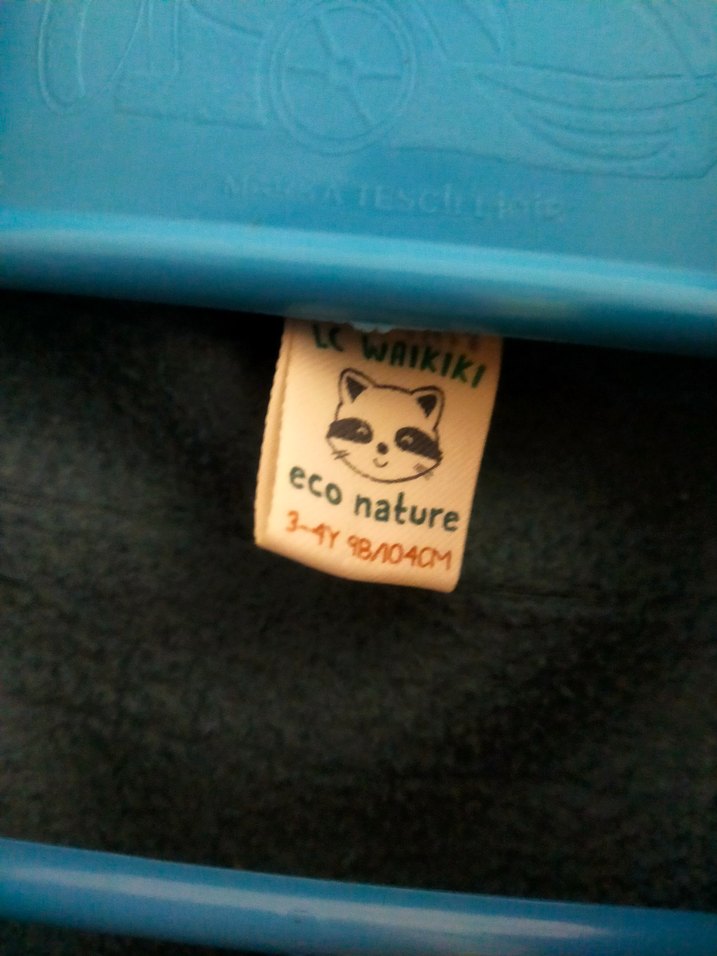 LC WAIKIKI
eco nature
3-4Y 98/104CM